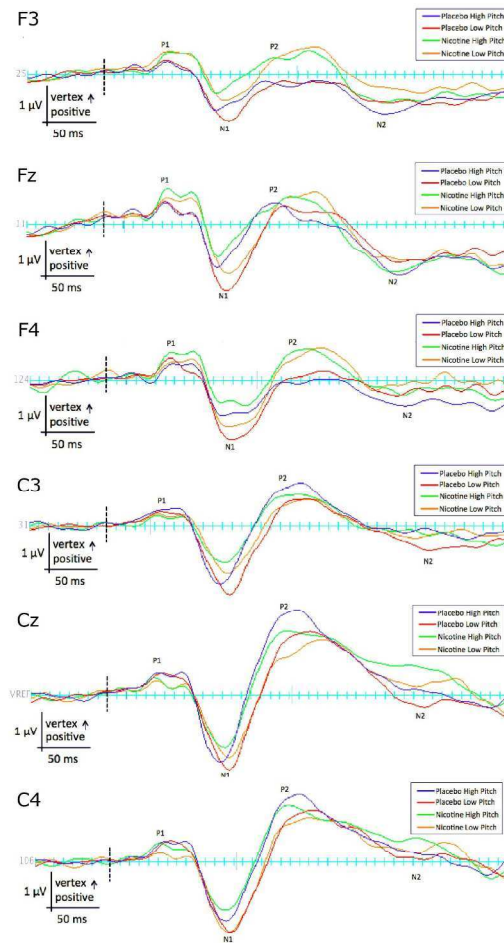 F3
P1
P2
Placebo High Pitch
Placebo Low Pitch
Nicotine High Pitch
Nicotine Low Pitch
25
1 µV
vertex ↑
positive
50 ms
N1
N2
Fz
P1
P2
Placebo High Pitch
Placebo Low Pitch
Nicotine High Pitch
Nicotine Low Pitch
11
1 µV
vertex ↑
positive
50 ms
N1
N2
F4
P1
P2
Placebo High Pitch
Placebo Low Pitch
Nicotine High Pitch
Nicotine Low Pitch
124
1 µV
vertex ↑
positive
50 ms
N1
N2
C3
P1
P2
Placebo High Pitch
Placebo Low Pitch
Nicotine High Pitch
Nicotine Low Pitch
31
1 µV
vertex ↑
positive
50 ms
N1
N2
Cz
P1
P2
Placebo High Pitch
Placebo Low Pitch
Nicotine High Pitch
Nicotine Low Pitch
VREF
1 µV
vertex ↑
positive
50 ms
N1
N2
C4
P1
P2
Placebo High Pitch
Placebo Low Pitch
Nicotine High Pitch
Nicotine Low Pitch
106
1 µV
vertex ↑
positive
50 ms
N1
N2